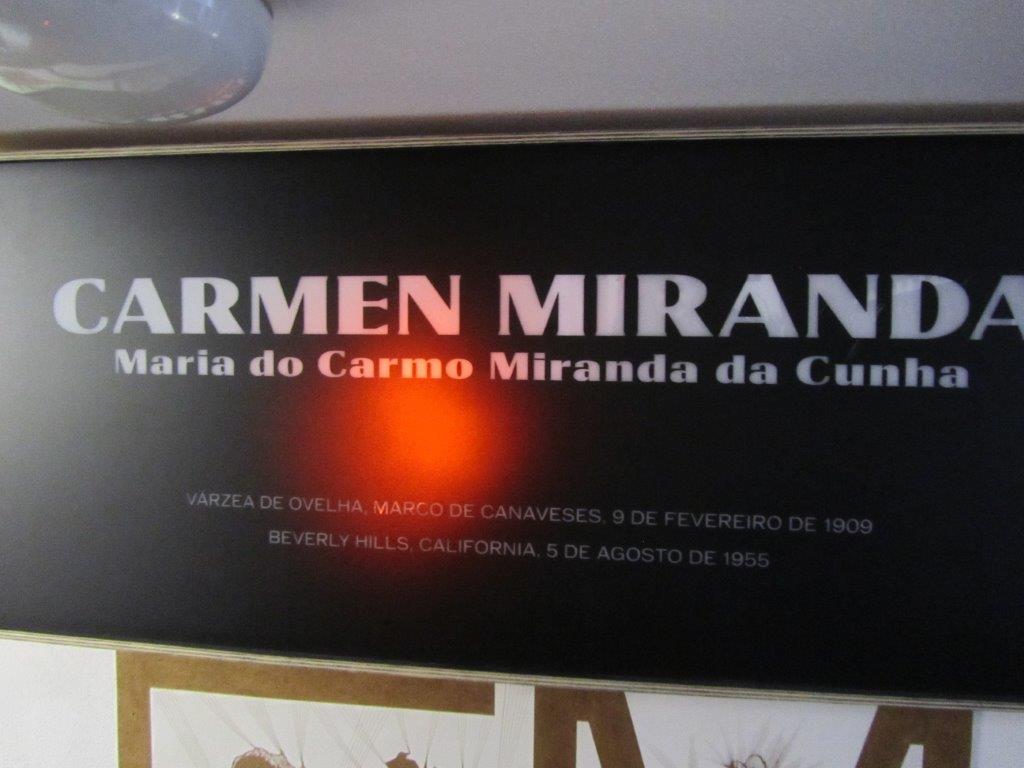 CARMEN MIRANDA
Maria do Carmo Miranda da Cunha
VÁRZEA DE OVELHA, MARCO DE CANAVESES, 9 DE FEVEREIRO DE 1909
BEVERLY HILLS, CALIFORNIA, 5 DE AGOSTO DE 1955